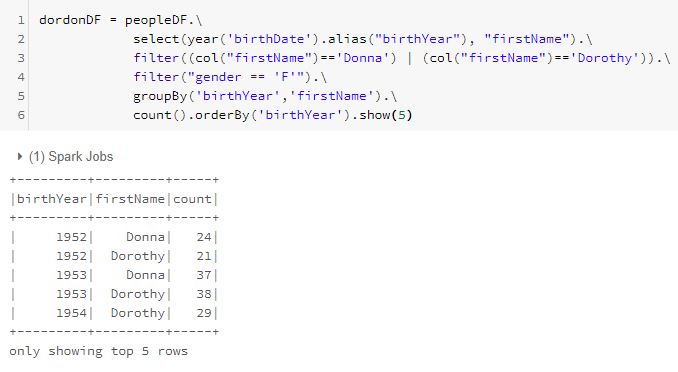 1 dordonDF = peopleDF.\
2 select(year('birthDate').alias("birthYear"), "firstName").\
3 filter((col("firstName")=='Donna') | (col("firstName")=='Dorothy')).\
4 filter("gender == 'F'").\
5 groupBy('birthYear','firstName').\
6 count().orderBy('birthYear').show(5)
(1) Spark Jobs
+---------+---------+-----+
|birthYear|firstName|count|
+---------+---------+-----+
|     1952|    Donna|   24|
|     1952|  Dorothy|   21|
|     1953|    Donna|   37|
|     1953|  Dorothy|   38|
|     1954|  Dorothy|   29|
+---------+---------+-----+
only showing top 5 rows